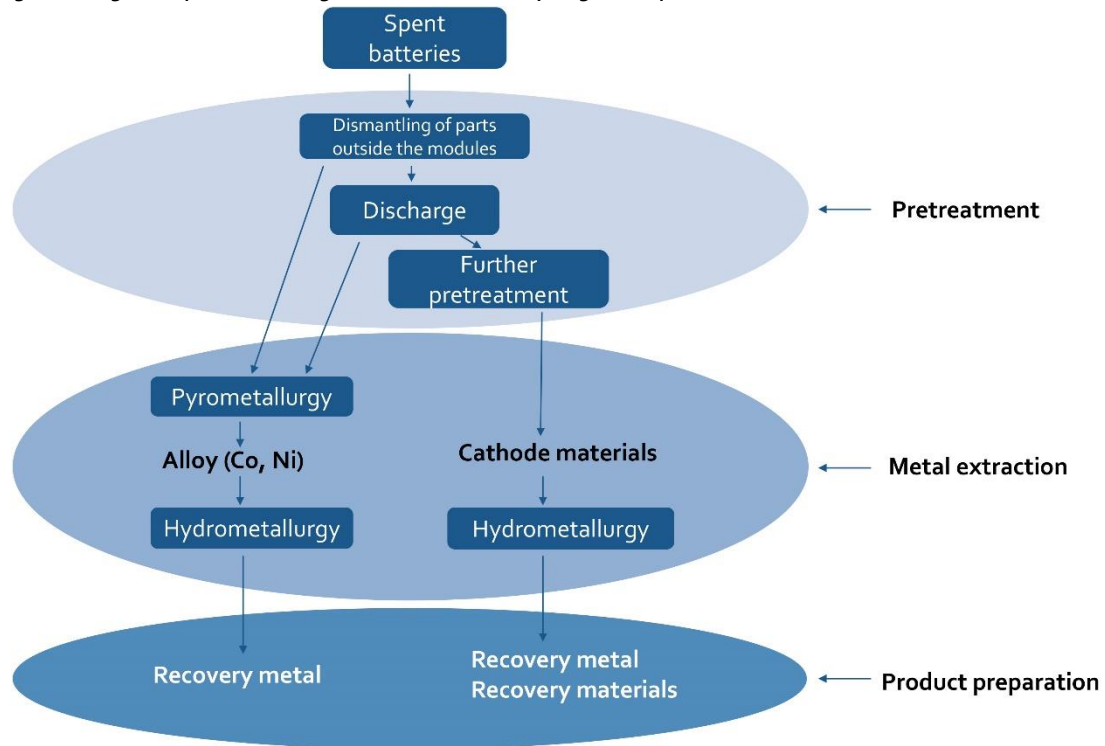 Spent
batteries
Dismantling of parts
outside the modules
Discharge
Pretreatment
Further
pretreatment
Pyrometallurgy
Alloy (Co, Ni)
Cathode materials
Metal extraction
Hydrometallurgy
Hydrometallurgy
Recovery metal
Recovery metal
Recovery materials
Product preparation